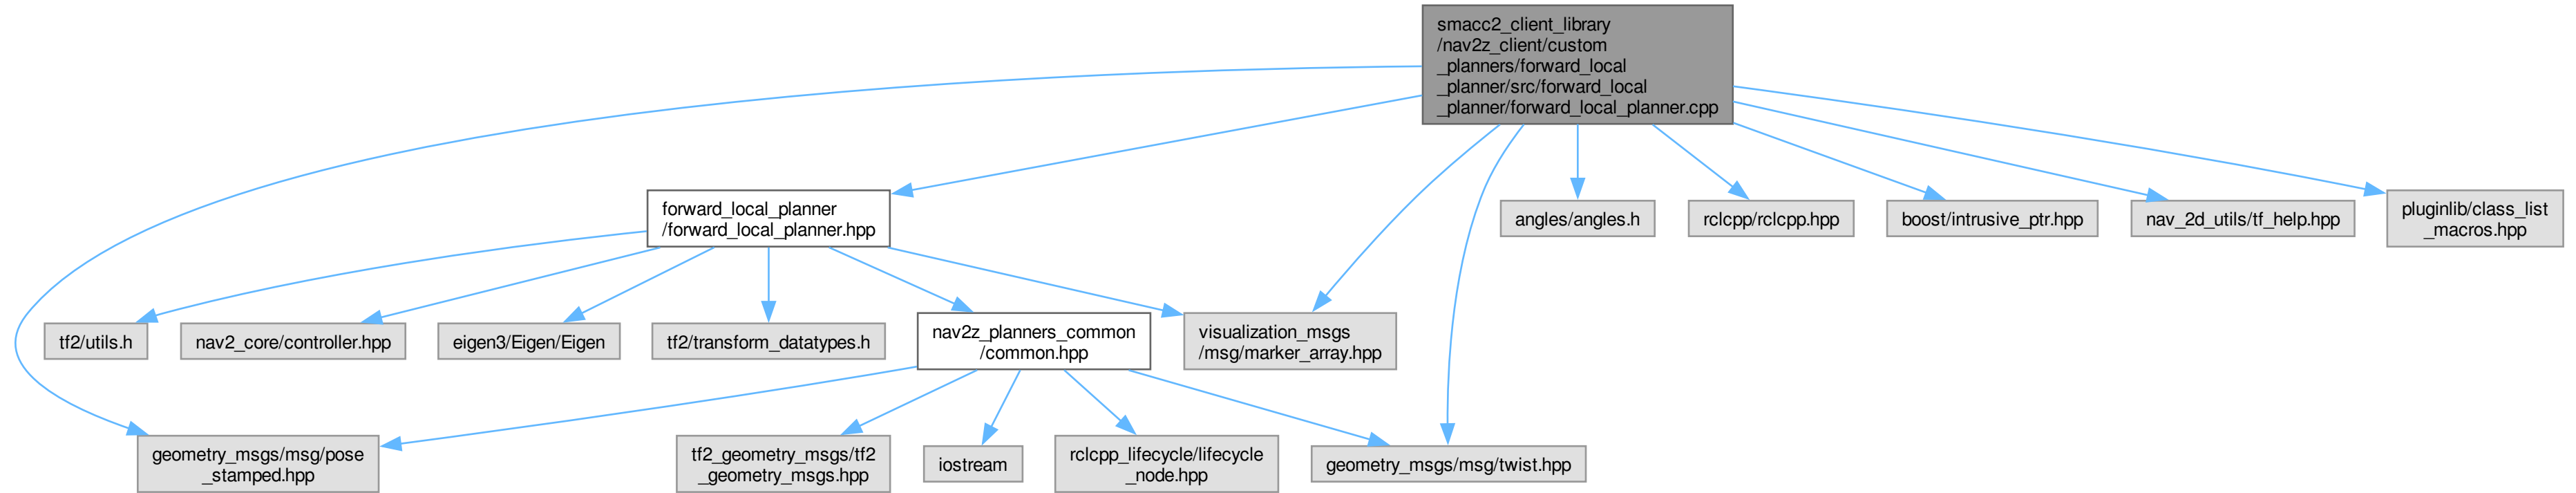 smacc2_client_library
/nav2z_client/custom
_planners/forward_local
_planner/src/forward_local
_planner/forward_local_planner.cpp
forward_local_planner
/forward_local_planner.hpp
angles/angles.h
rclcpp/rclcpp.hpp
boost/intrusive_ptr.hpp
nav_2d_utils/tf_help.hpp
pluginlib/class_list
_macros.hpp
tf2/utils.h
nav2_core/controller.hpp
eigen3/Eigen/Eigen
tf2/transform_datatypes.h
nav2z_planners_common
/common.hpp
visualization_msgs
/msg/marker_array.hpp
geometry_msgs/msg/pose
_stamped.hpp
tf2_geometry_msgs/tf2
_geometry_msgs.hpp
iostream
rclcpp_lifecycle/lifecycle
_node.hpp
geometry_msgs/msg/twist.hpp